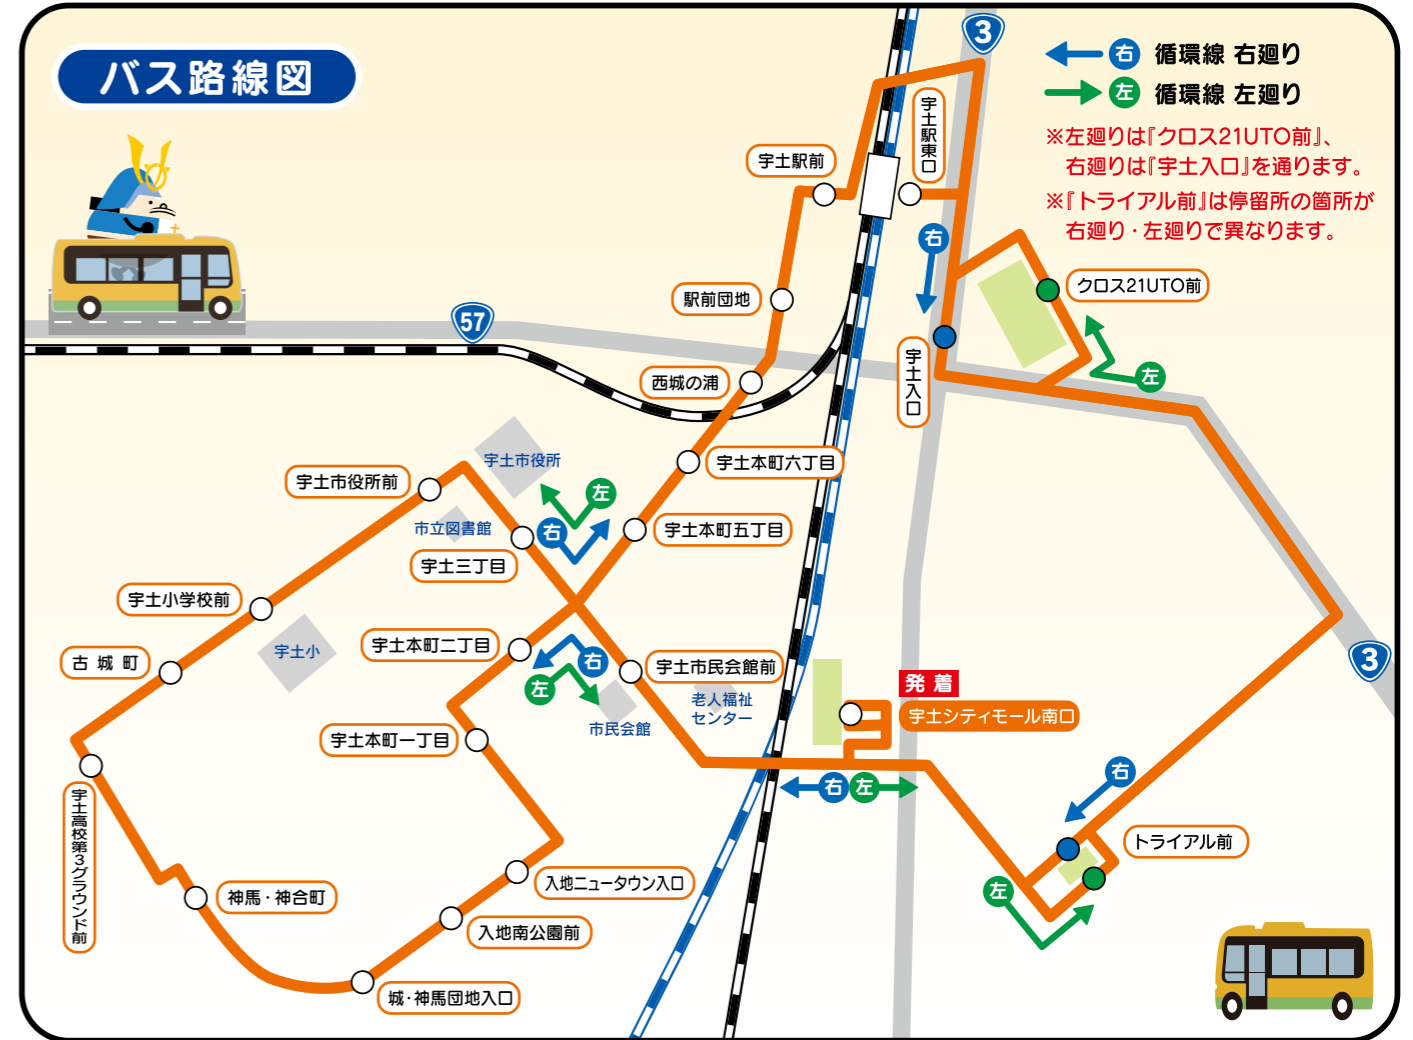 バス路線図
3
右 循環線 右廻り
左 循環線 左廻り
※左廻りは『クロス21UTO前』、
右廻りは『宇土入口』を通ります。
※『トライアル前』は停留所の箇所が
右廻り・左廻りで異なります。
宇土駅東口
宇土駅前
右
クロス21UTO前
駅前団地
57
宇土入口
左
西城の浦
宇土市役所
宇土本町六丁目
宇土市役所前
左
市立図書館
右
宇土本町五丁目
宇土三丁目
宇土小学校前
宇土小
宇土本町二丁目
古城町
右
左
宇土市民会館前
3
老人福祉
センター
発着
宇土シティモール南口
市民会館
宇土本町一丁目
右
右 左
宇土高校第3グラウンド前
トライアル前
左
入地ニュータウン入口
神馬・神合町
入地南公園前
城・神馬団地入口